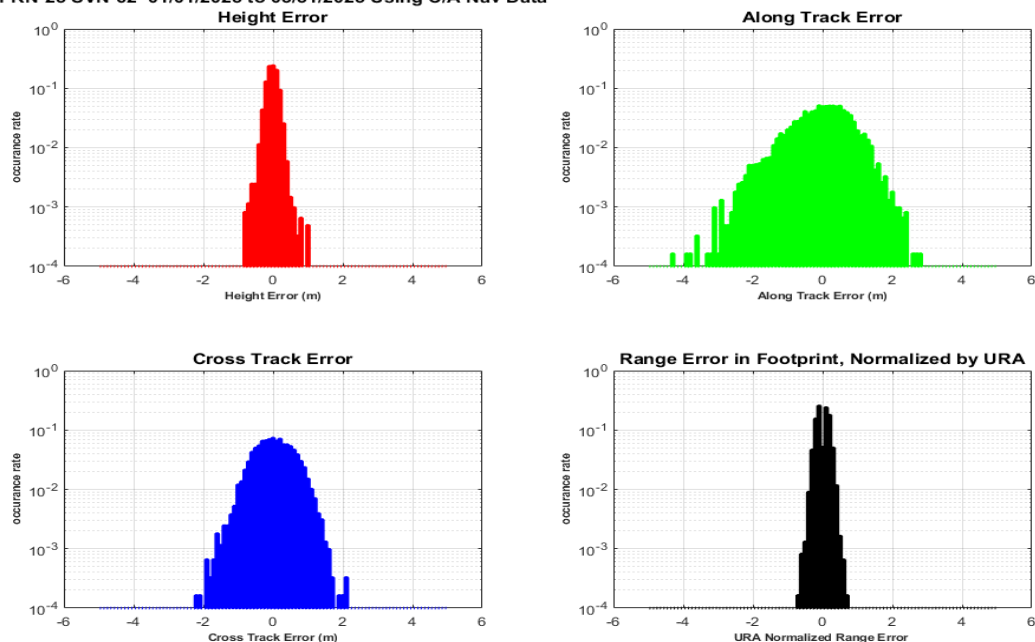 SVN to Using Nav Data
Height Error
10^0
10^-1
10^-2
10^-3
10^-4
occurance rate
-6 -4 -2 0 2 4 6
Height Error (m)
Along Track Error
10^0
10^-1
10^-2
10^-3
10^-4
occurance rate
-6 -4 -2 0 2 4 6
Along Track Error (m)
Cross Track Error
10^0
10^-1
10^-2
10^-3
10^-4
occurance rate
-6 -4 -2 0 2 4 6
Cross Track Error (m)
Range Error in Footprint, Normalized by URA
10^0
10^-1
10^-2
10^-3
10^-4
occurance rate
-6 -4 -2 0 2 4 6
URA Normalized Range Error